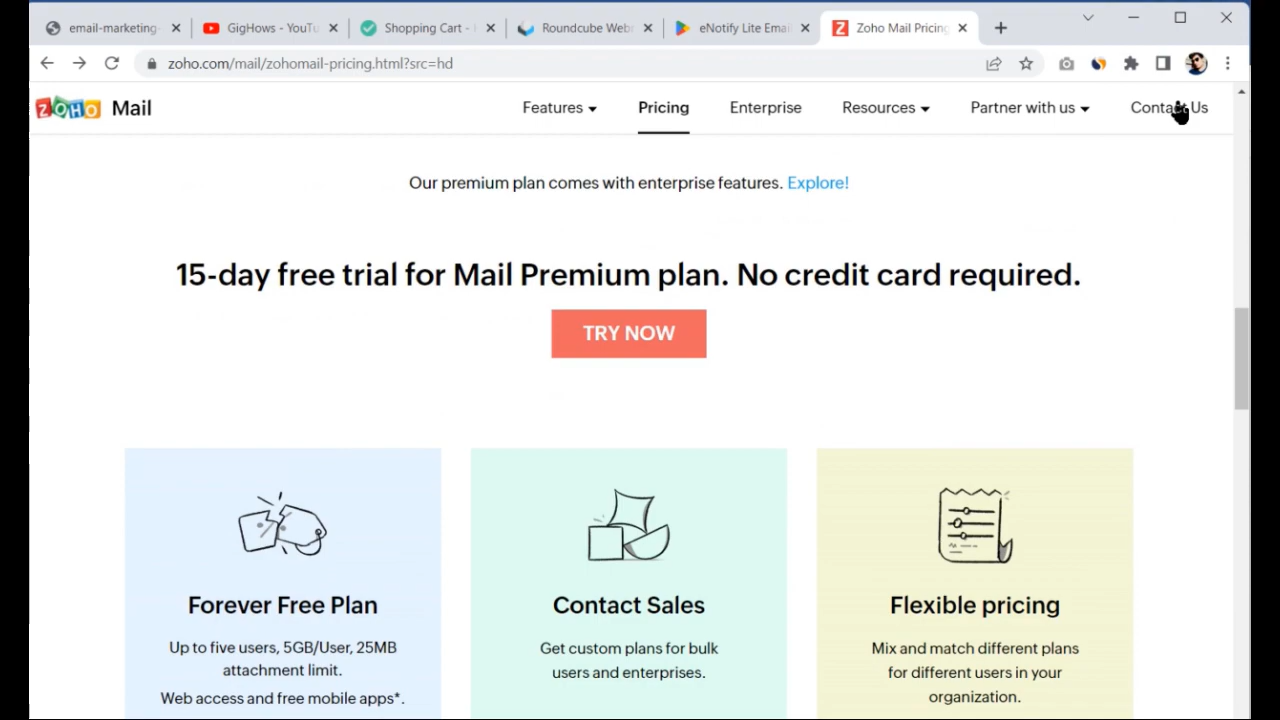 email-marketing
GigHows - YouTu
Shopping Cart -
Roundcube Webm
eNotify Lite Email
Zoho Mail Pricing
zoho.com/mail/zohomail-pricing.html?src=hd
ZOHO Mail
Features
Pricing
Enterprise
Resources
Partner with us
Contact Us
Our premium plan comes with enterprise features. Explore!
15-day free trial for Mail Premium plan. No credit card required.
TRY NOW
Forever Free Plan
Up to five users, 5GB/User, 25MB
attachment limit.
Web access and free mobile apps*.
Contact Sales
Get custom plans for bulk
users and enterprises.
Flexible pricing
Mix and match different plans
for different users in your
organization.